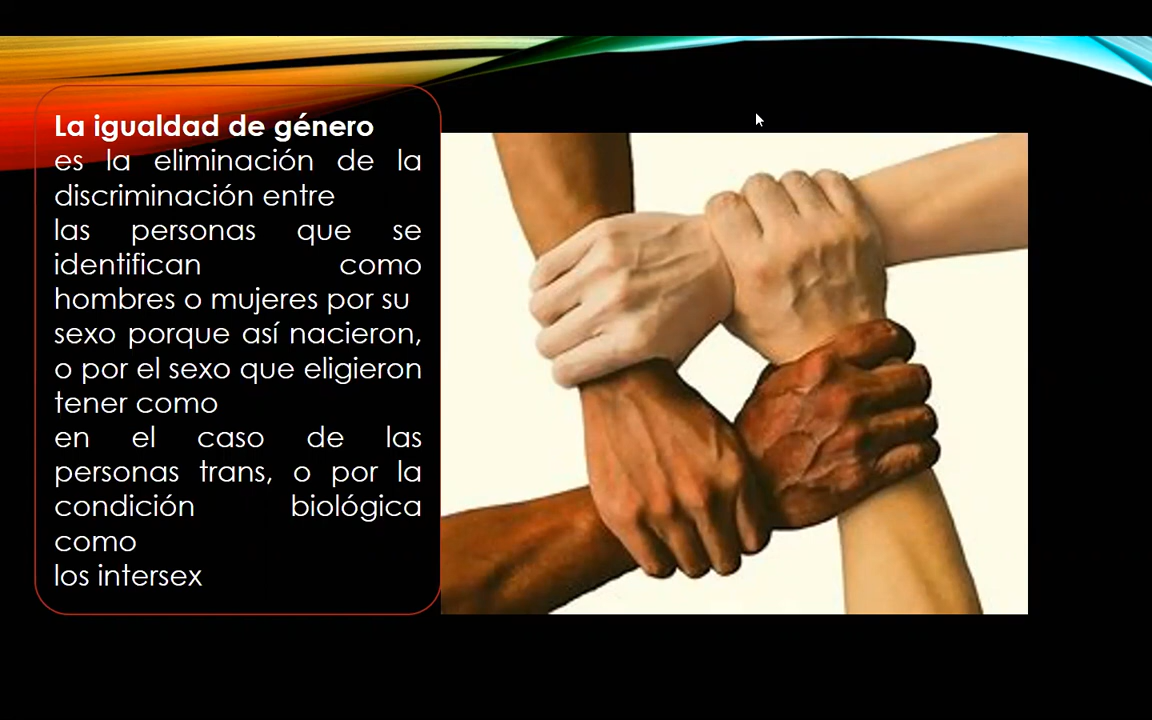 La igualdad de género
es la eliminación de la
discriminación entre
las personas que se
identifican como
hombres o mujeres por su
sexo porque así nacieron,
o por el sexo que eligieron
tener como
en el caso de las
personas trans, o por la
condición biológica
como
los intersex